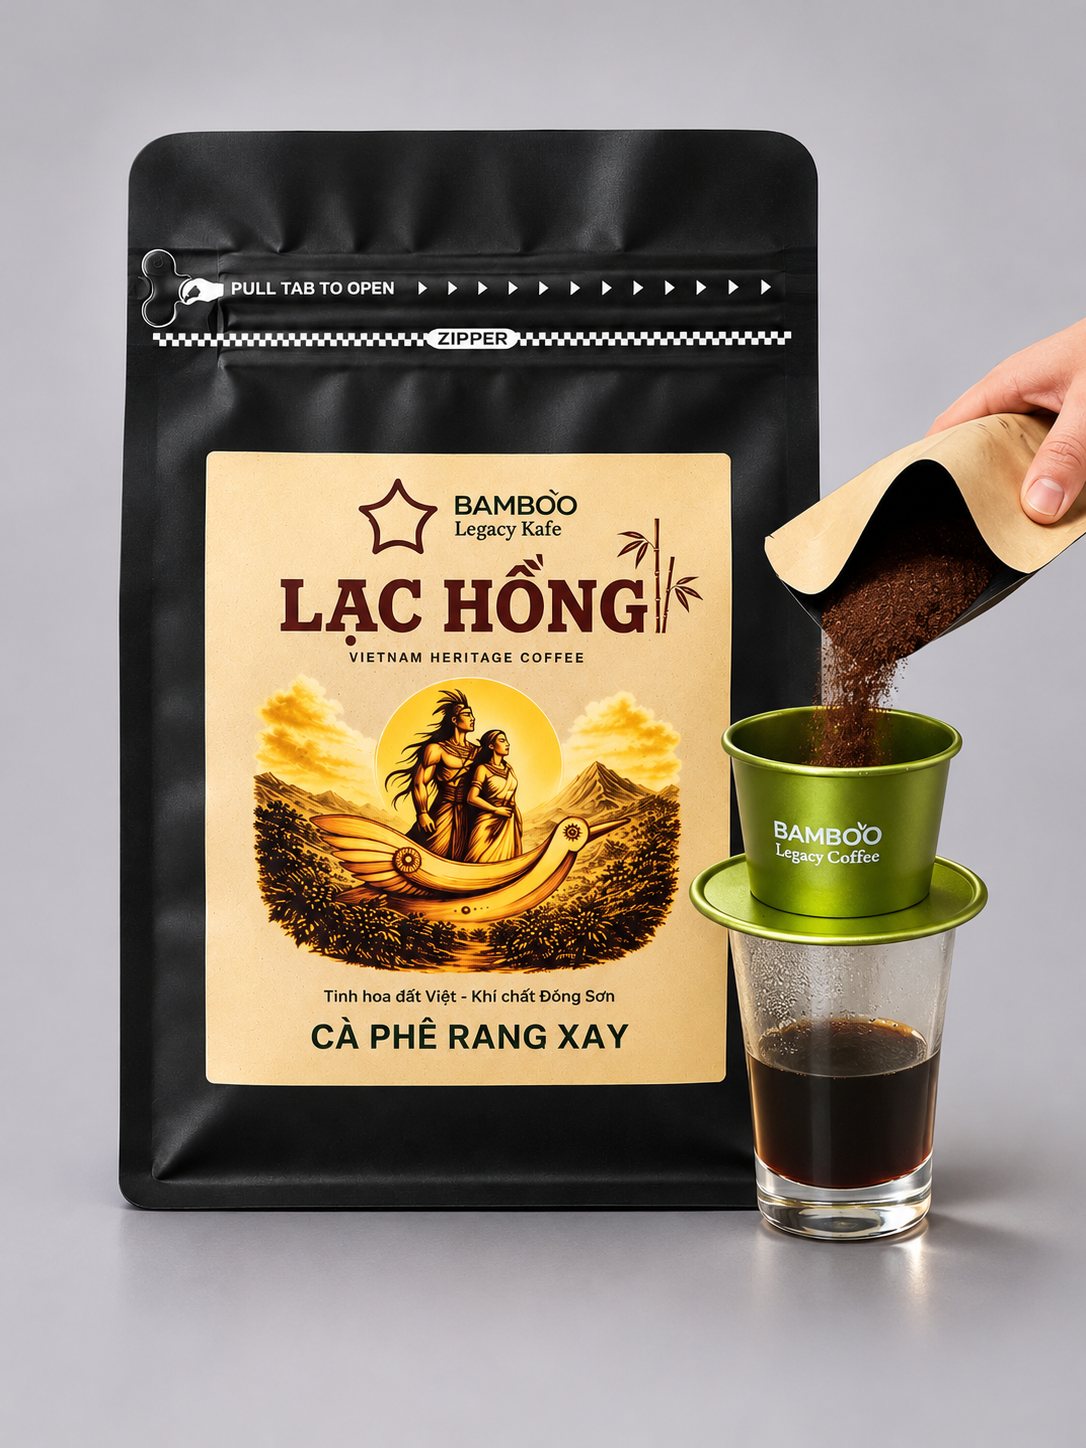 PULL TAB TO OPEN
ZIPPER
BAMBOO
Legacy Kafe
LẠC HỒNG
VIETNAM HERITAGE COFFEE
Tinh hoa đất Việt - Khí chất Đông Sơn
CÀ PHÊ RANG XAY
BAMBOO
Legacy Coffee